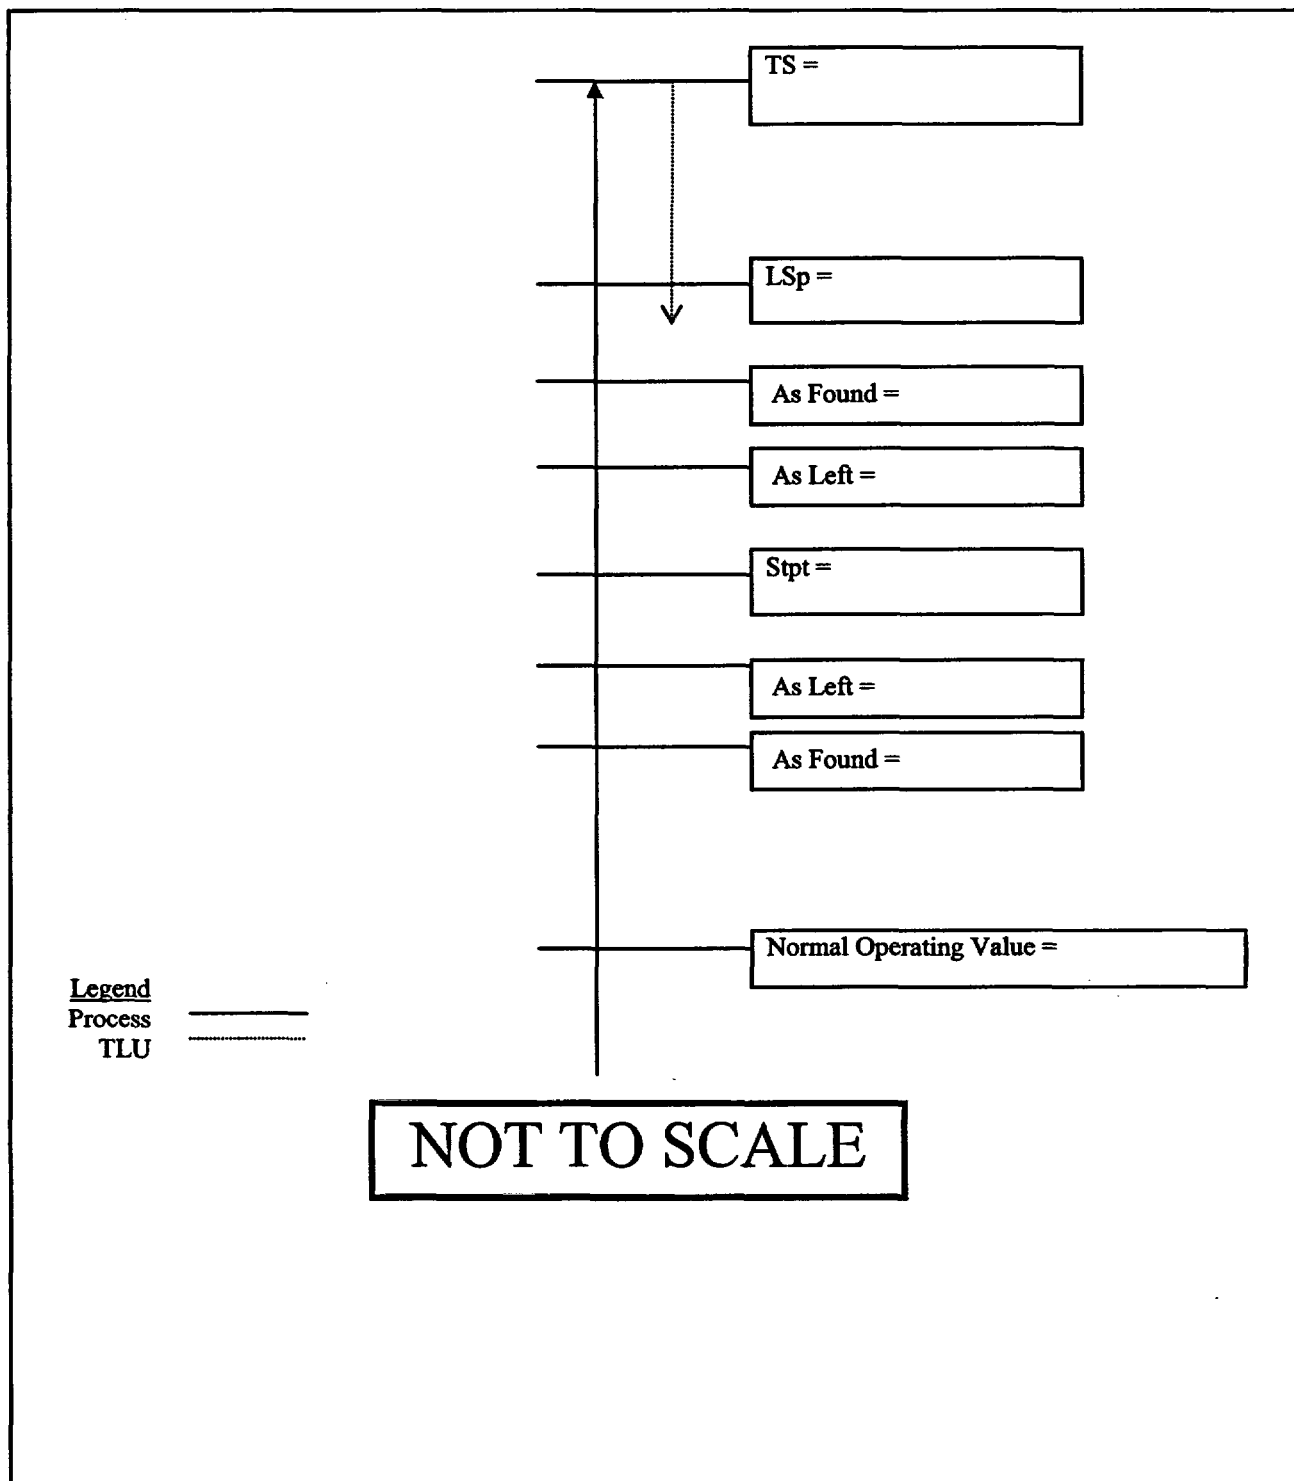 TS =
LSp =
As Found =
As Left =
Stpt =
As Left =
As Found =
Normal Operating Value =
Legend
Process
TLU
NOT TO SCALE